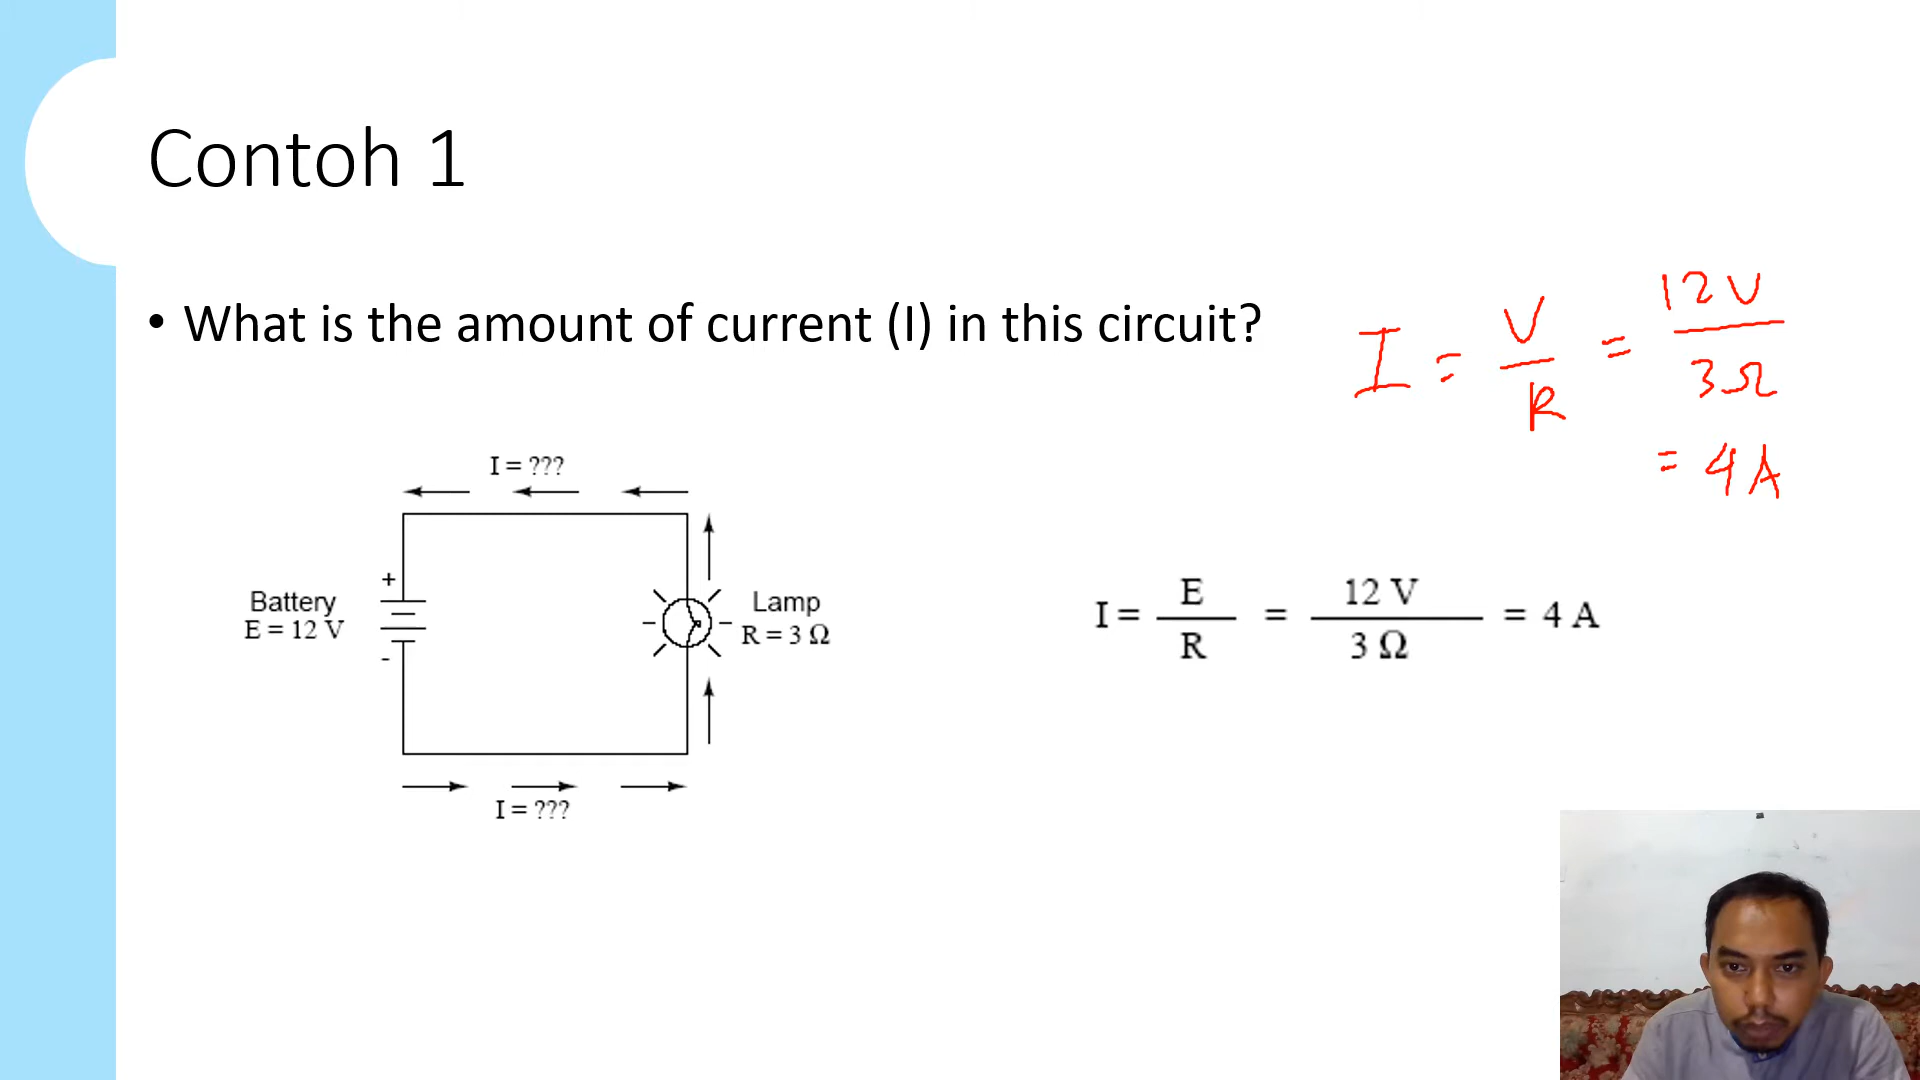 Contoh 1
• What is the amount of current (I) in this circuit?
I = V/R = 12V/3Ω
= 4A
I = ???
+
Battery
E = 12 V
-
Lamp
R = 3 Ω
I = ???
I = E/R = 12 V/3 Ω = 4 A